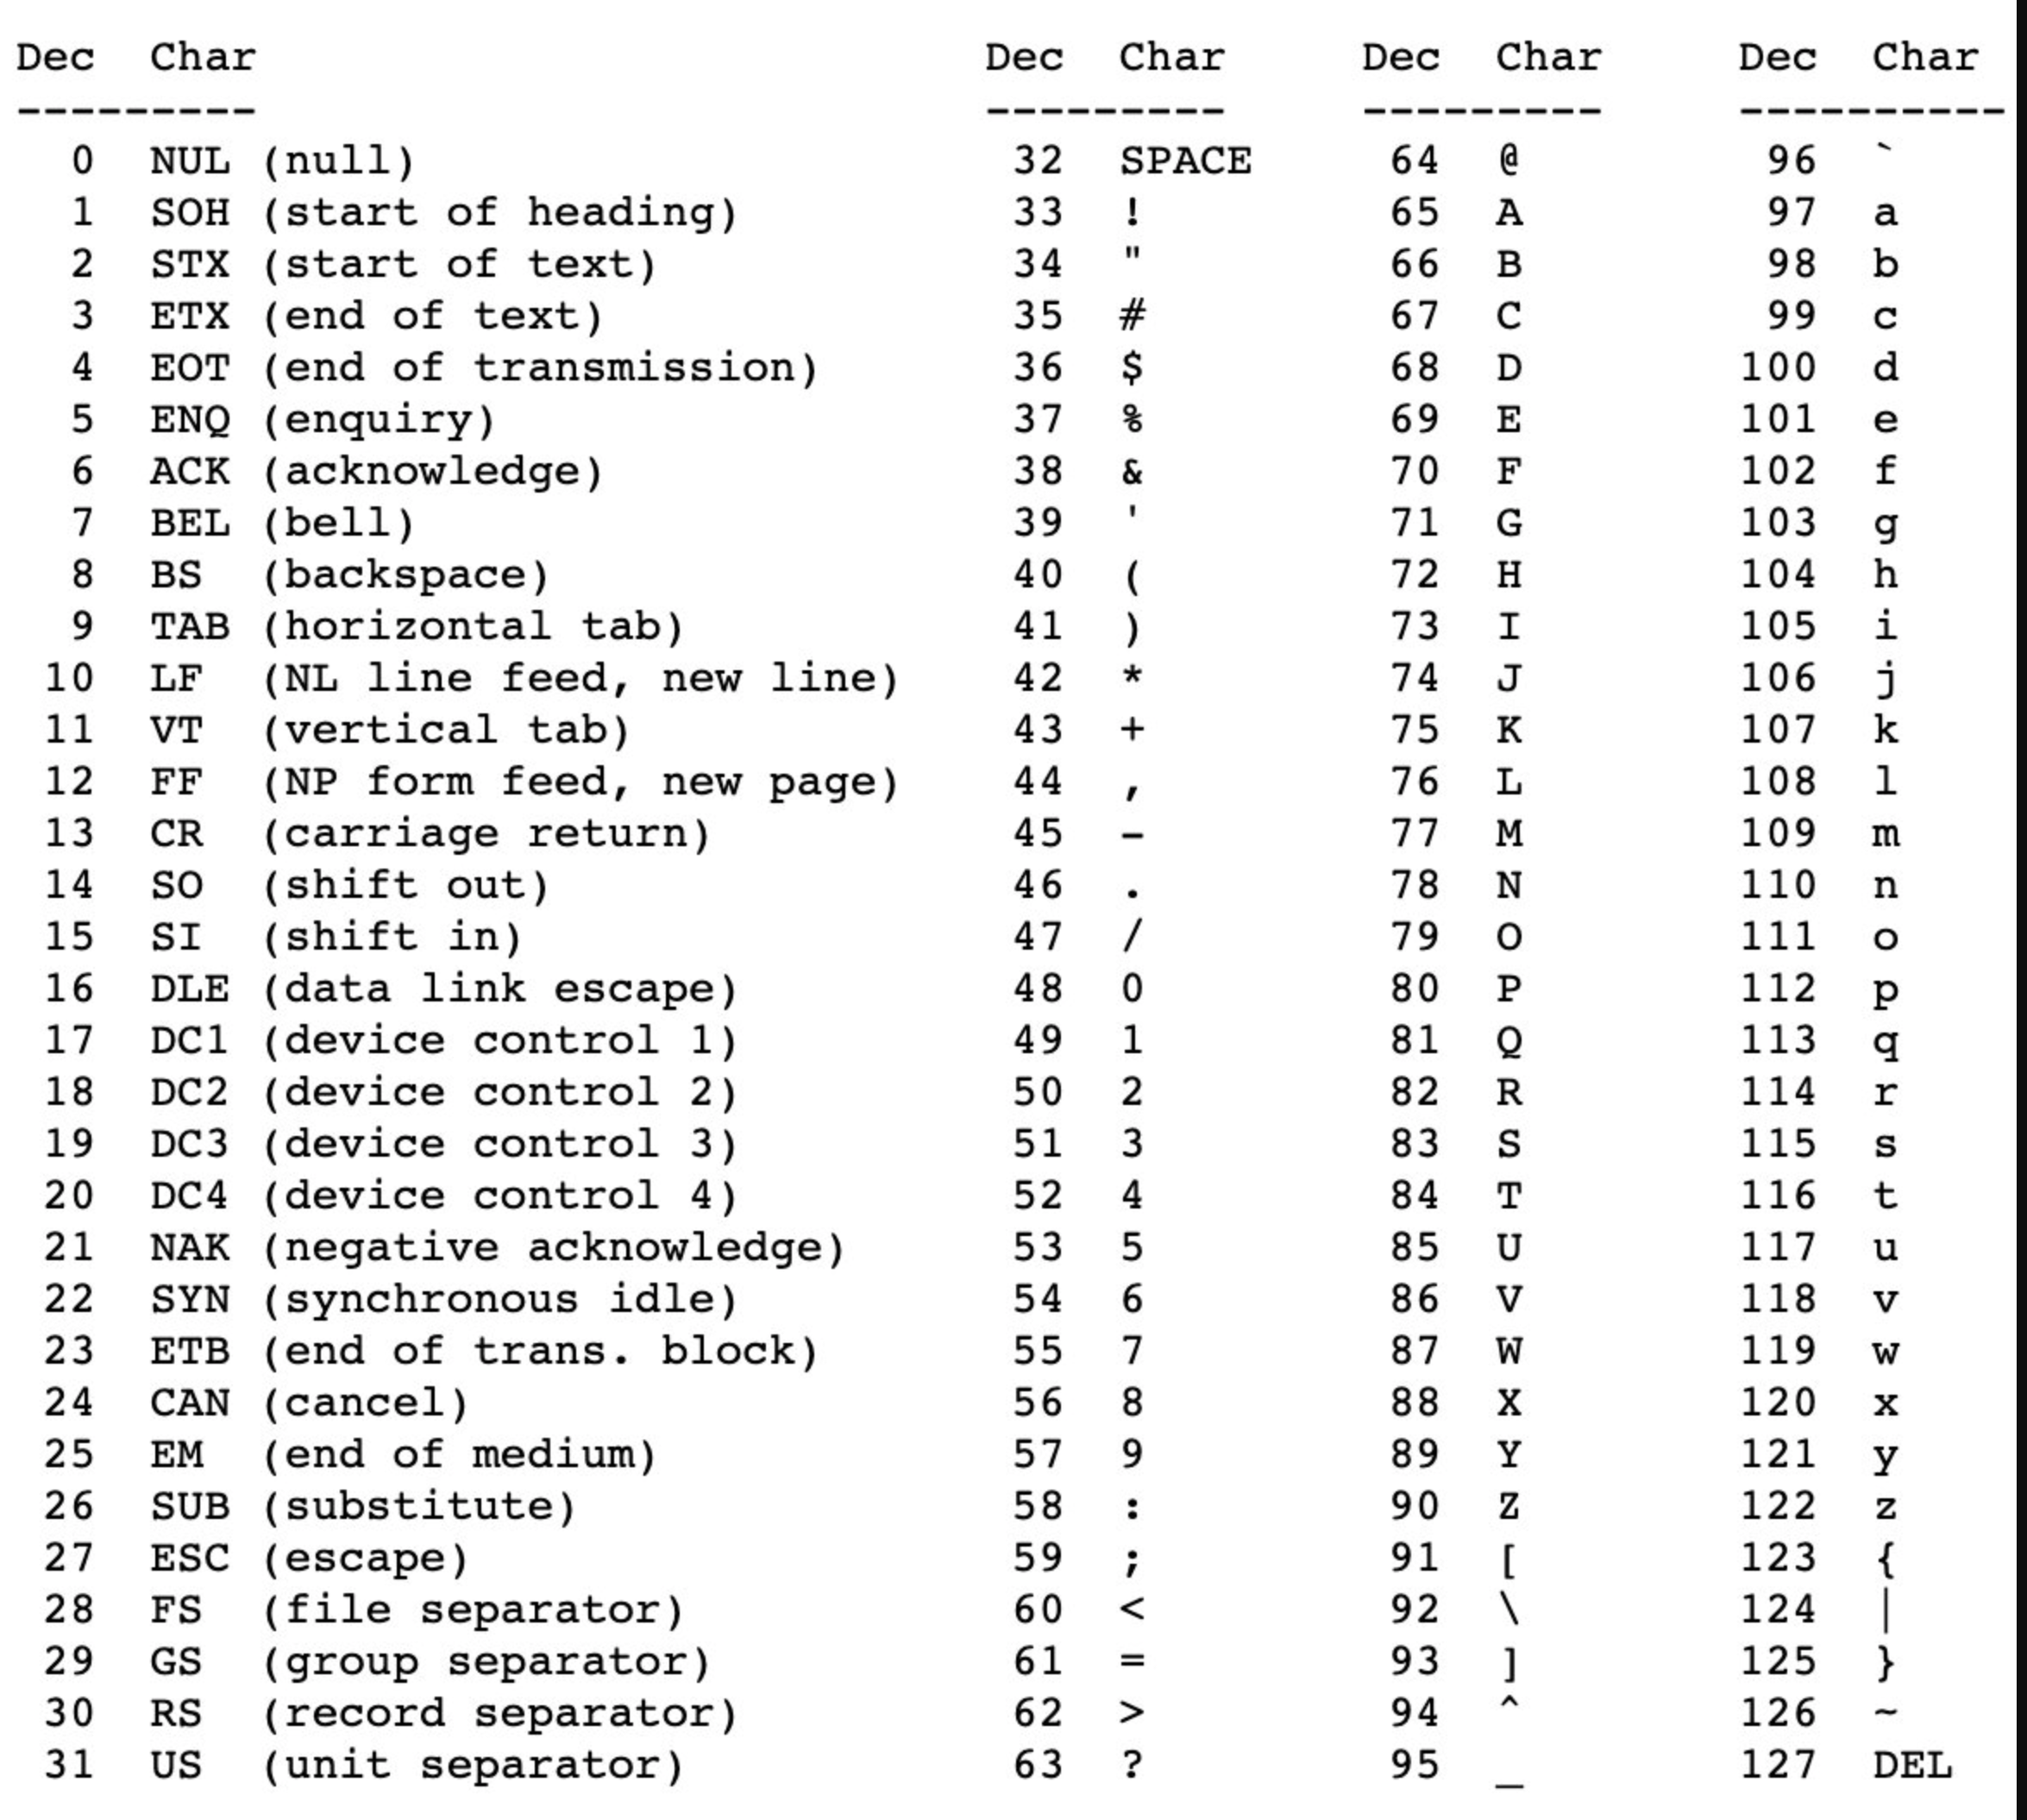 Dec  Char                           Dec  Char     Dec  Char     Dec  Char
---------                           ---------     ---------     ----------
  0  NUL (null)                      32  SPACE     64  @         96  `
  1  SOH (start of heading)          33  !         65  A         97  a
  2  STX (start of text)             34  "         66  B         98  b
  3  ETX (end of text)               35  #         67  C         99  c
  4  EOT (end of transmission)       36  $         68  D        100  d
  5  ENQ (enquiry)                   37  %         69  E        101  e
  6  ACK (acknowledge)               38  &         70  F        102  f
  7  BEL (bell)                      39  '         71  G        103  g
  8  BS  (backspace)                 40  (         72  H        104  h
  9  TAB (horizontal tab)            41  )         73  I        105  i
 10  LF  (NL line feed, new line)    42  *         74  J        106  j
 11  VT  (vertical tab)              43  +         75  K        107  k
 12  FF  (NP form feed, new page)    44  ,         76  L        108  l
 13  CR  (carriage return)           45  -         77  M        109  m
 14  SO  (shift out)                 46  .         78  N        110  n
 15  SI  (shift in)                  47  /         79  O        111  o
 16  DLE (data link escape)          48  0         80  P        112  p
 17  DC1 (device control 1)          49  1         81  Q        113  q
 18  DC2 (device control 2)          50  2         82  R        114  r
 19  DC3 (device control 3)          51  3         83  S        115  s
 20  DC4 (device control 4)          52  4         84  T        116  t
 21  NAK (negative acknowledge)      53  5         85  U        117  u
 22  SYN (synchronous idle)          54  6         86  V        118  v
 23  ETB (end of trans. block)       55  7         87  W        119  w
 24  CAN (cancel)                    56  8         88  X        120  x
 25  EM  (end of medium)             57  9         89  Y        121  y
 26  SUB (substitute)                58  :         90  Z        122  z
 27  ESC (escape)                    59  ;         91  [        123  {
 28  FS  (file separator)            60  <         92  \        124  |
 29  GS  (group separator)           61  =         93  ]        125  }
 30  RS  (record separator)          62  >         94  ^        126  ~
 31  US  (unit separator)            63  ?         95  _        127  DEL